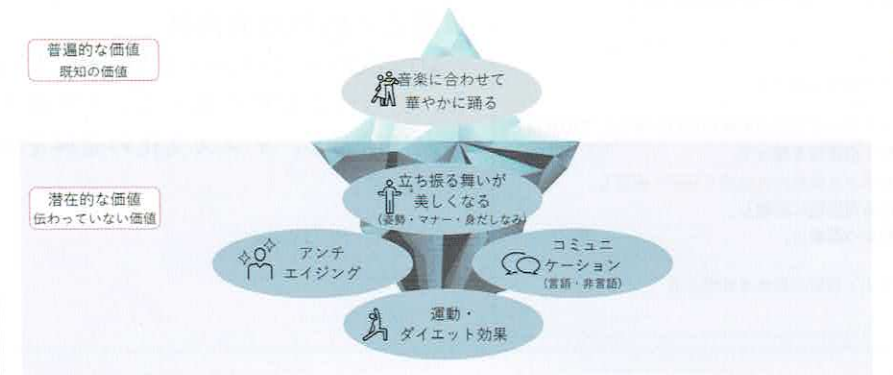 普遍的な価値
既知の価値
音楽に合わせて
華やかに踊る
潜在的な価値
伝わっていない価値
立ち振る舞いが
美しくなる
(姿勢・マナー・身だしなみ)
アンチ
エイジング
コミュニ
ケーション
(言語・非言語)
運動・
ダイエット効果